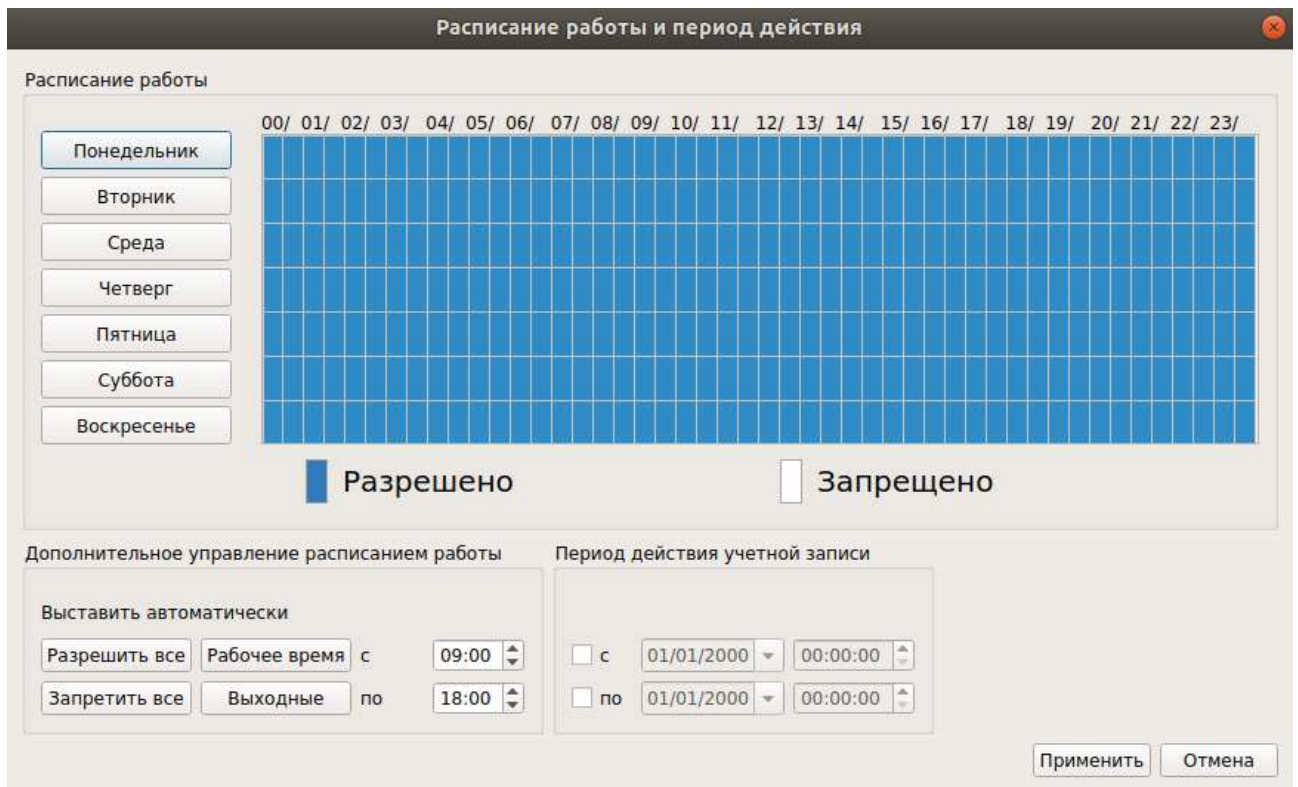 Расписание работы и период действия
Расписание работы
00/ 01/ 02/ 03/ 04/ 05/ 06/ 07/ 08/ 09/ 10/ 11/ 12/ 13/ 14/ 15/ 16/ 17/ 18/ 19/ 20/ 21/ 22/ 23/
Понедельник
Вторник
Среда
Четверг
Пятница
Суббота
Воскресенье
Разрешено Запрещено
Дополнительное управление расписанием работы
Выставить автоматически
Разрешить все Рабочее время с 09:00
Запретить все Выходные по 18:00
Период действия учетной записи
с 01/01/2000 00:00:00
по 01/01/2000 00:00:00
Применить Отмена